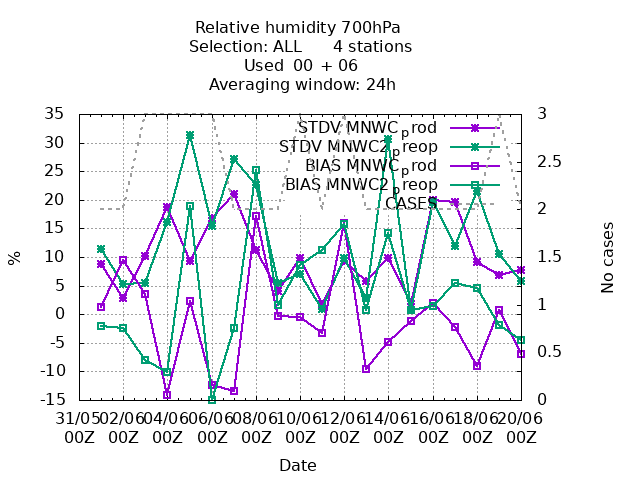 Relative humidity 700hPa
Selection: ALL 4 stations
Used 00 + 06
Averaging window: 24h
35 3
STDV MNWC_prod
30
STDV MNWC2_preop
25 2.5
BIAS MNWC_prod
BIAS MNWC2_preop
20 2
CASES
15
10 1.5
5
0 1
-5 0.5
-10
-15 0
%
No cases
31/05 02/06 04/06 06/06 08/06 10/06 12/06 14/06 16/06 18/06 20/06
00Z 00Z 00Z 00Z 00Z 00Z 00Z 00Z 00Z 00Z 00Z
Date